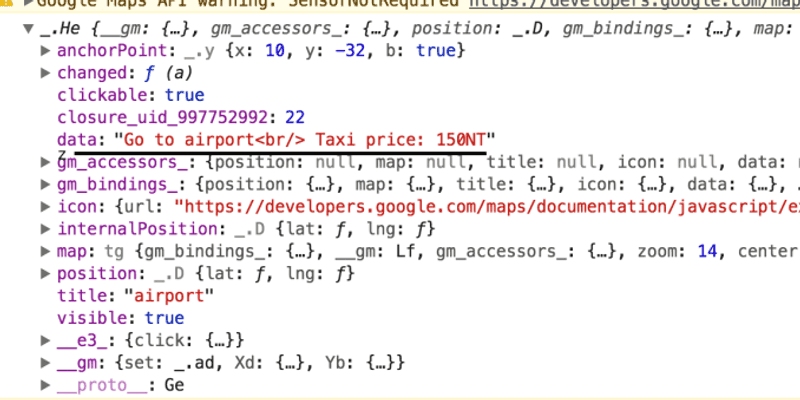 ▶Google Maps API warning: SensorNotRequired https://developers.google.com/map
▼_.He {__gm: {…}, gm_accessors_: {…}, position: _.D, gm_bindings_: {…}, map:
▶anchorPoint: _.y {x: 10, y: -32, b: true}
▶changed: ƒ (a)
clickable: true
closure_uid_997752992: 22
data: "Go to airport<br/> Taxi price: 150NT"
▶gm_accessors_: {position: null, map: null, title: null, icon: null, data:
▶gm_bindings_: {position: {…}, map: {…}, title: {…}, icon: {…}, data: {…},
▶icon: {url: "https://developers.google.com/maps/documentation/javascript/e
▶internalPosition: _.D {lat: ƒ, lng: ƒ}
▶map: tg {gm_bindings_: {…}, __gm: Lf, gm_accessors_: {…}, zoom: 14, center
▶position: _.D {lat: ƒ, lng: ƒ}
title: "airport"
visible: true
▶__e3_: {click: {…}}
▶__gm: {set: _.ad, Xd: {…}, Yb: {…}}
▶__proto__: Ge